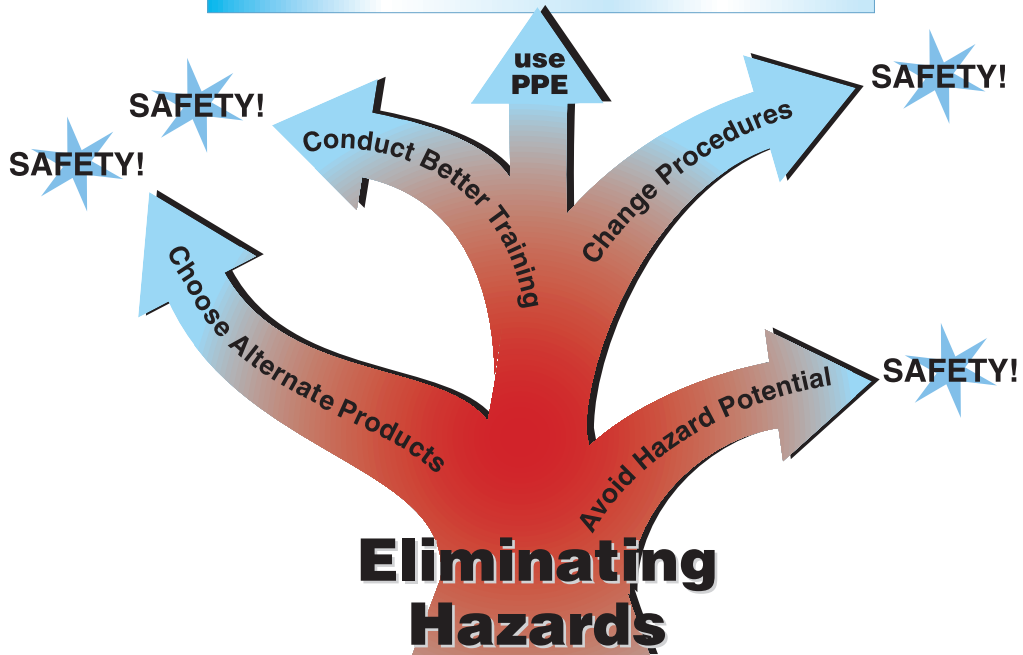 use
PPE
SAFETY!
SAFETY!
SAFETY!
Conduct Better Training
Change Procedures
Choose Alternate Products
SAFETY!
Avoid Hazard Potential
Eliminating
Hazards